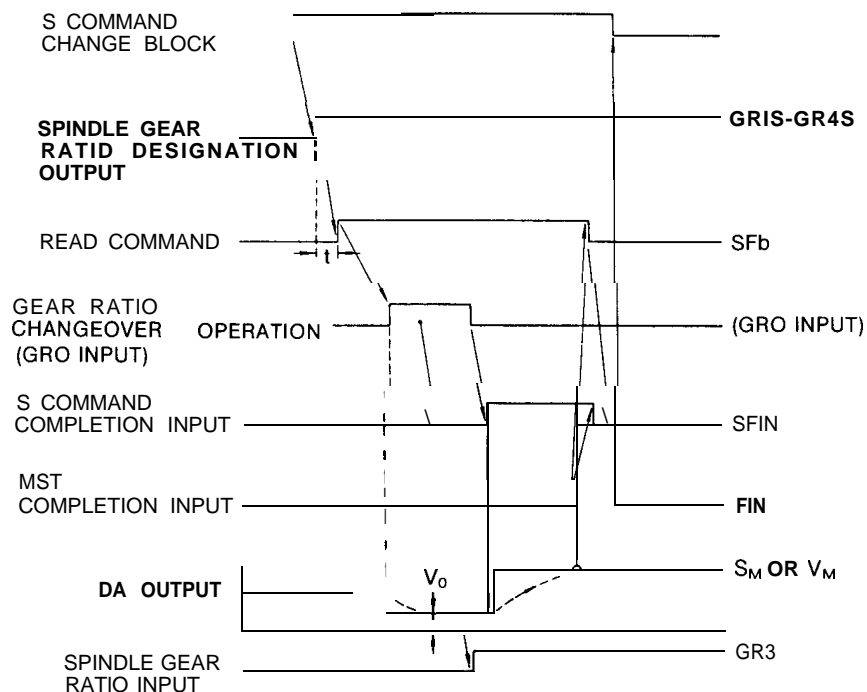 S COMMAND
CHANGE BLOCK
SPINDLE GEAR
RATID DESIGNATION
OUTPUT
GRIS-GR4S
READ COMMAND
t
SFb
GEAR RATIO
CHANGEOVER OPERATION
(GRO INPUT)
(GRO INPUT)
S COMMAND
COMPLETION INPUT
SFIN
MST
COMPLETION INPUT
FIN
DA OUTPUT
V₀
S_M OR V_M
SPINDLE GEAR
RATIO INPUT
GR3